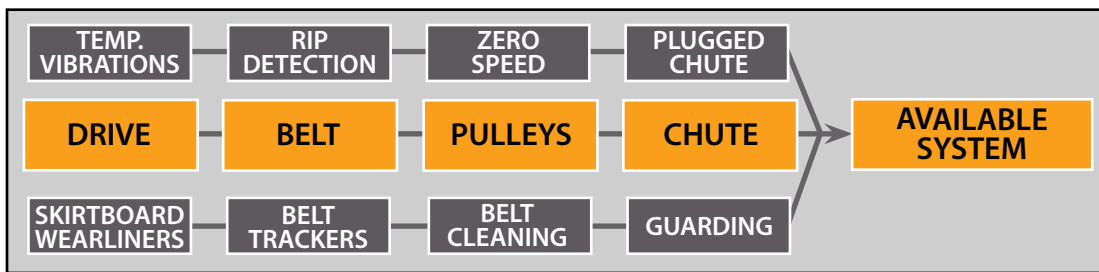 TEMP.
VIBRATIONS
RIP
DETECTION
ZERO
SPEED
PLUGGED
CHUTE
DRIVE
BELT
PULLEYS
CHUTE
AVAILABLE
SYSTEM
SKIRTBOARD
WEARLINERS
BELT
TRACKERS
BELT
CLEANING
GUARDING